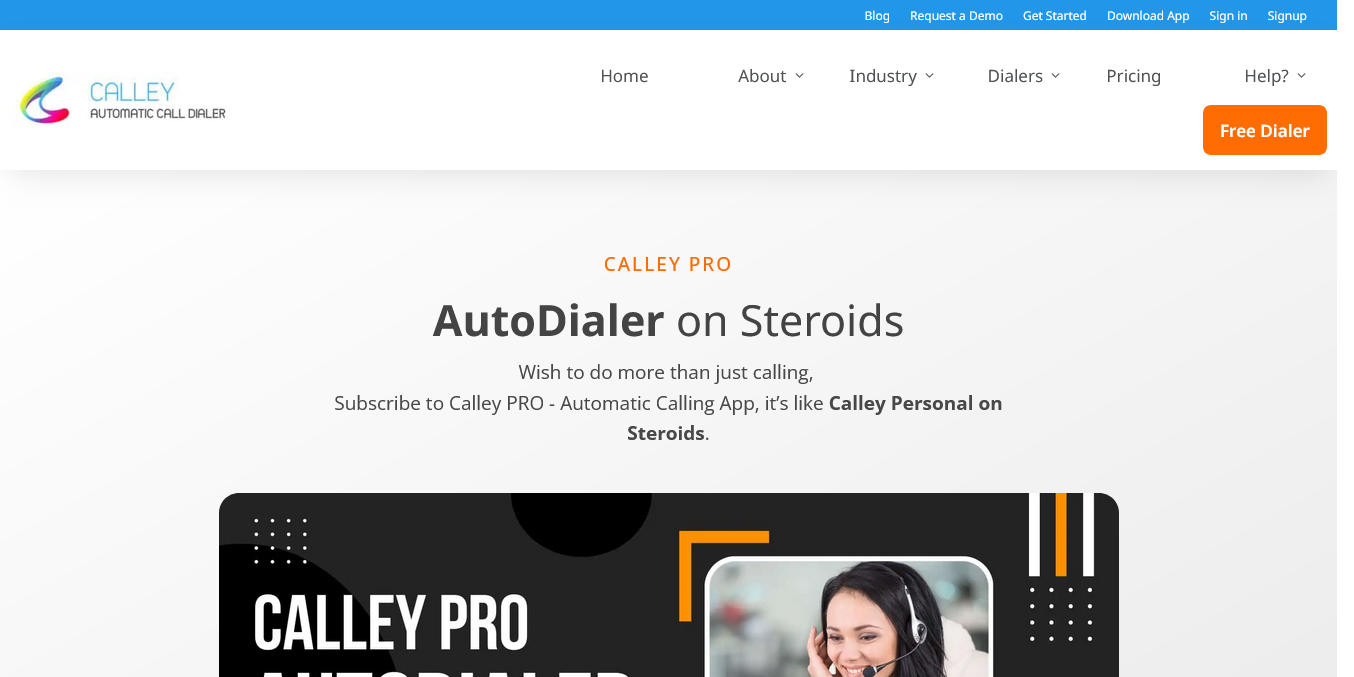 Blog Request a Demo Get Started Download App Sign in Signup
CALLEY
AUTOMATIC CALL DIALER
Home About Industry Dialers Pricing Help?
Free Dialer
CALLEY PRO
AutoDialer on Steroids
Wish to do more than just calling,
Subscribe to Calley PRO - Automatic Calling App, it’s like Calley Personal on
Steroids.
CALLEY PRO
AUTODIALER